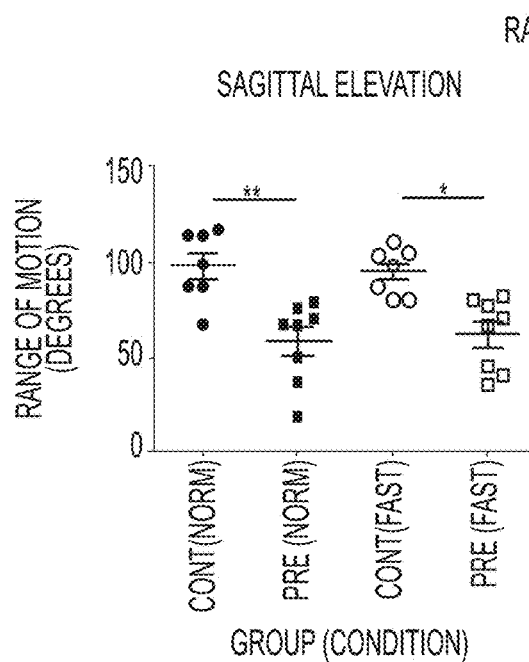 RA
SAGITTAL ELEVATION
RANGE OF MOTION
(DEGREES)
150
100
50
0
**
*
CONT(NORM)
PRE (NORM)
CONT(FAST)
PRE (FAST)
GROUP (CONDITION)